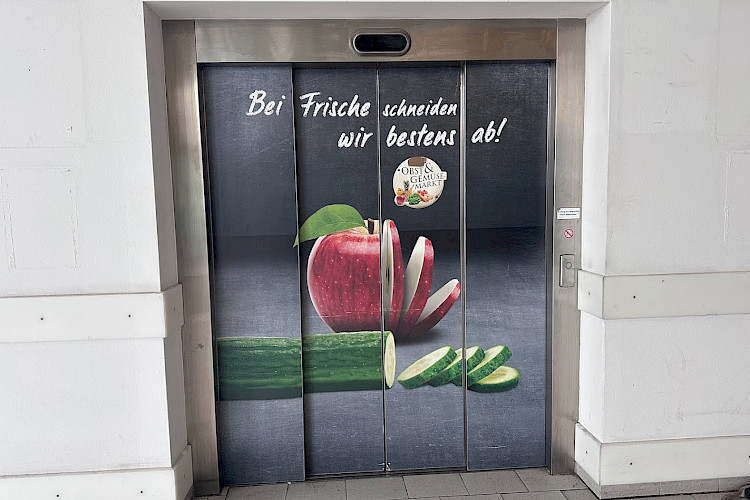 Bei Frische schneiden
wir bestens ab!
OBST&
GEMÜSE-
MARKT